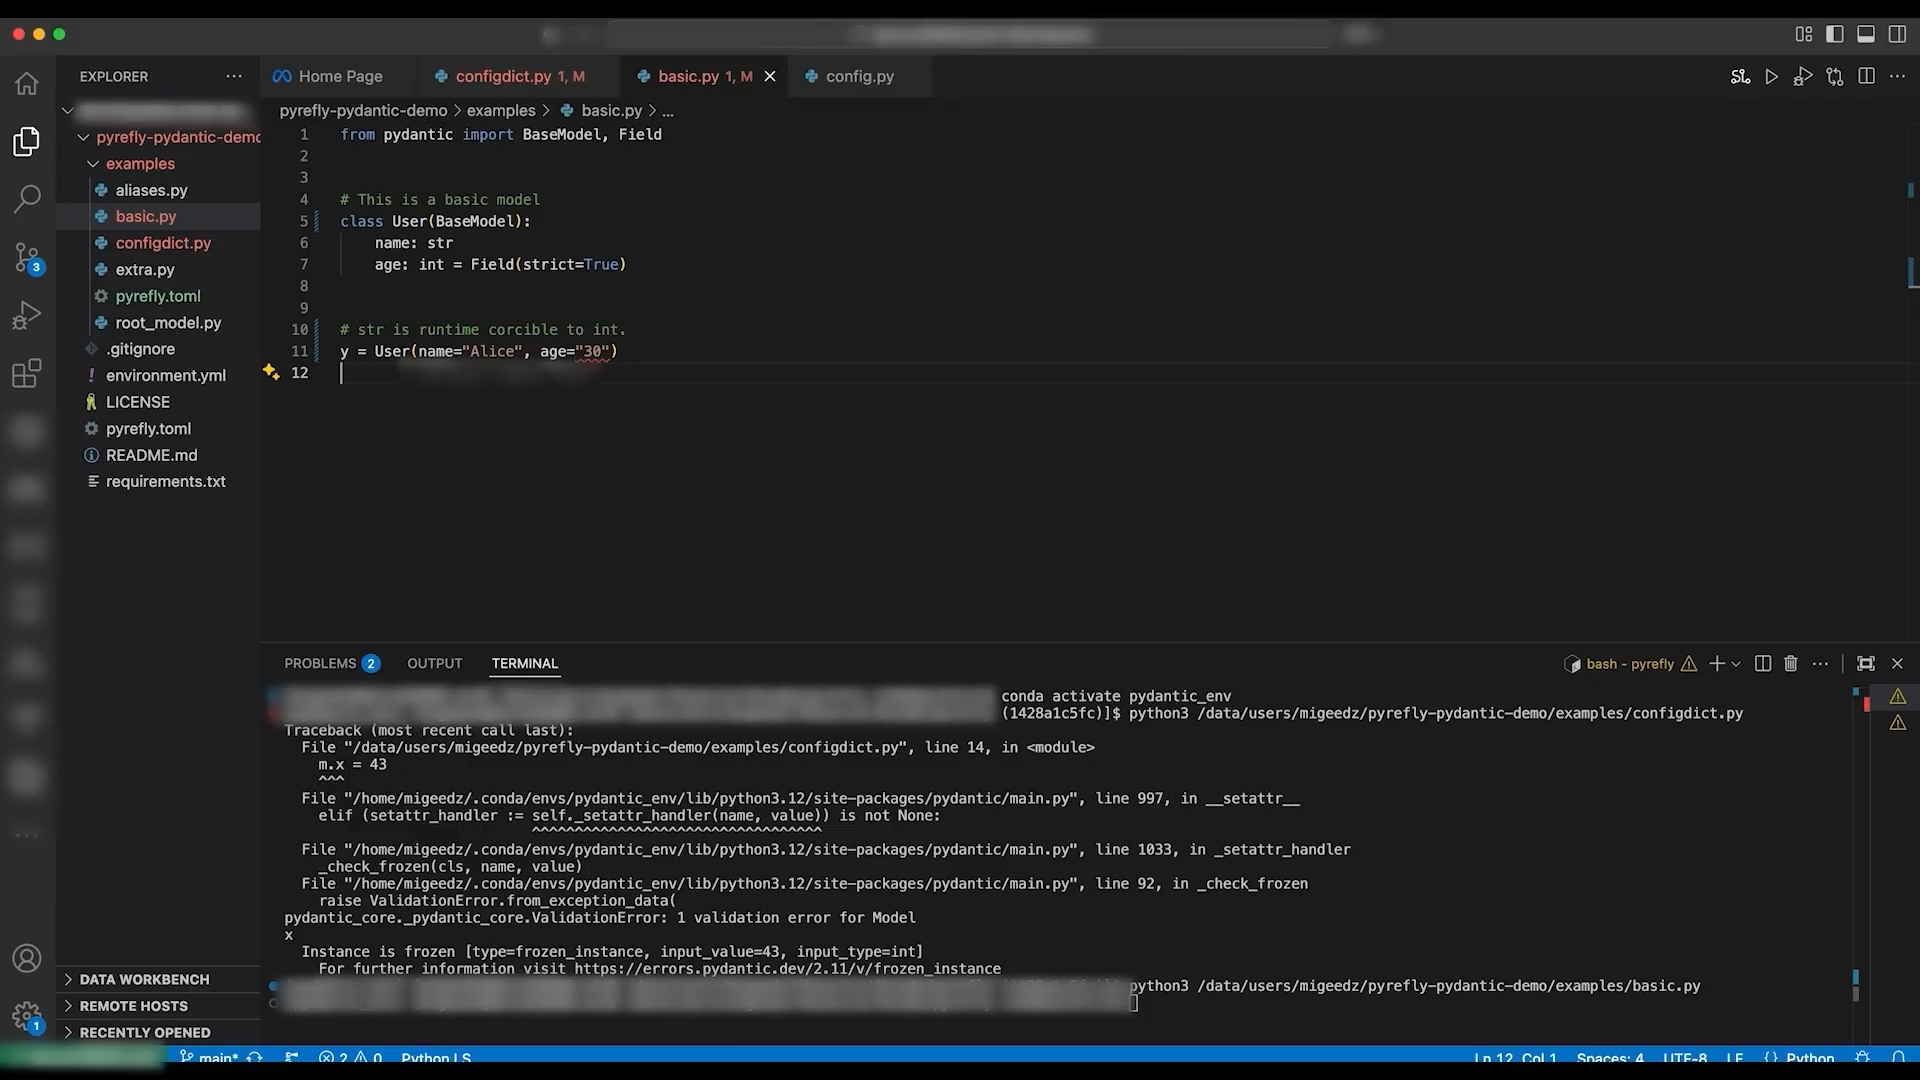 EXPLORER
Home Page
configdict.py 1, M
basic.py 1, M
config.py
pyrefly-pydantic-demo > examples > basic.py > ...
pyrefly-pydantic-demo
examples
aliases.py
basic.py
configdict.py
extra.py
pyrefly.toml
root_model.py
.gitignore
environment.yml
LICENSE
pyrefly.toml
README.md
requirements.txt
3
1 from pydantic import BaseModel, Field
2
3
4 # This is a basic model
5 class User(BaseModel):
6 name: str
7 age: int = Field(strict=True)
8
9
10 # str is runtime corcible to int.
11 y = User(name="Alice", age="30")
12
PROBLEMS 2 OUTPUT TERMINAL
bash - pyrefly
conda activate pydantic_env
(1428a1c5fc)]$ python3 /data/users/migeedz/pyrefly-pydantic-demo/examples/configdict.py
Traceback (most recent call last):
File "/data/users/migeedz/pyrefly-pydantic-demo/examples/configdict.py", line 14, in <module>
m.x = 43
^^^
File "/home/migeedz/.conda/envs/pydantic_env/lib/python3.12/site-packages/pydantic/main.py", line 997, in __setattr__
elif (setattr_handler := self._setattr_handler(name, value)) is not None:
^^^^^^^^^^^^^^^^^^^^^^^^^^^^^^^^^^
File "/home/migeedz/.conda/envs/pydantic_env/lib/python3.12/site-packages/pydantic/main.py", line 1033, in _setattr_handler
_check_frozen(cls, name, value)
File "/home/migeedz/.conda/envs/pydantic_env/lib/python3.12/site-packages/pydantic/main.py", line 92, in _check_frozen
raise ValidationError.from_exception_data(
pydantic_core._pydantic_core.ValidationError: 1 validation error for Model
x
Instance is frozen [type=frozen_instance, input_value=43, input_type=int]
For further information visit https://errors.pydantic.dev/2.11/v/frozen_instance
python3 /data/users/migeedz/pyrefly-pydantic-demo/examples/basic.py
DATA WORKBENCH
REMOTE HOSTS
RECENTLY OPENED
1
main* 2 0 Python LS
Ln 12, Col 1 Spaces: 4 UTF-8 LF {} Python